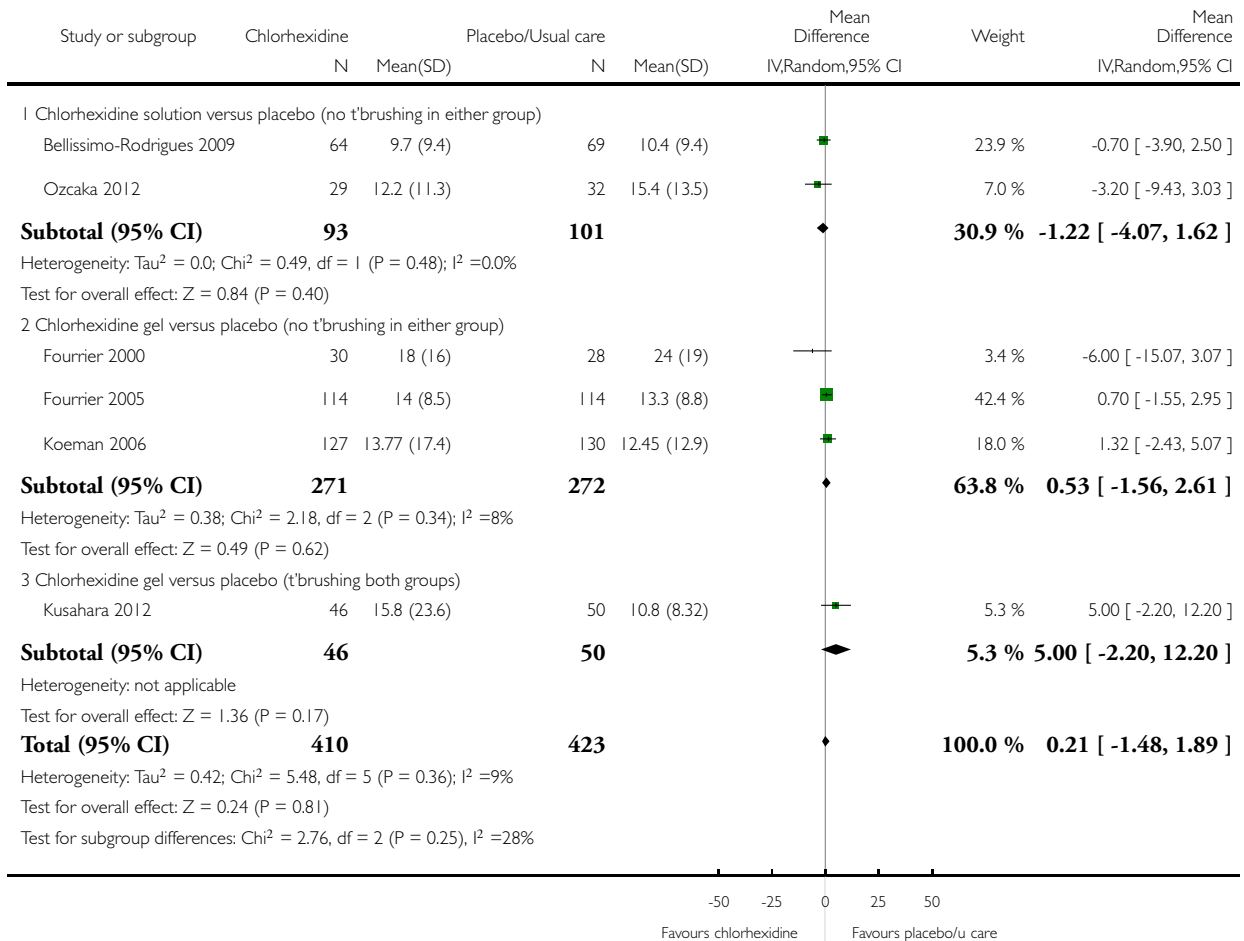 Study or subgroup Chlorhexidine Placebo/Usual care Mean Difference Weight Mean Difference
N Mean(SD) N Mean(SD) IV,Random,95% CI IV,Random,95% CI
1 Chlorhexidine solution versus placebo (no t'brushing in either group)
Bellissimo-Rodrigues 2009 64 9.7 (9.4) 69 10.4 (9.4) 23.9 % -0.70 [ -3.90, 2.50 ]
Ozcaka 2012 29 12.2 (11.3) 32 15.4 (13.5) 7.0 % -3.20 [ -9.43, 3.03 ]
Subtotal (95% CI) 93 101 30.9 % -1.22 [ -4.07, 1.62 ]
Heterogeneity: Tau² = 0.0; Chi² = 0.49, df = 1 (P = 0.48); I² =0.0%
Test for overall effect: Z = 0.84 (P = 0.40)
2 Chlorhexidine gel versus placebo (no t'brushing in either group)
Fourrier 2000 30 18 (16) 28 24 (19) 3.4 % -6.00 [ -15.07, 3.07 ]
Fourrier 2005 114 14 (8.5) 114 13.3 (8.8) 42.4 % 0.70 [ -1.55, 2.95 ]
Koeman 2006 127 13.77 (17.4) 130 12.45 (12.9) 18.0 % 1.32 [ -2.43, 5.07 ]
Subtotal (95% CI) 271 272 63.8 % 0.53 [ -1.56, 2.61 ]
Heterogeneity: Tau² = 0.38; Chi² = 2.18, df = 2 (P = 0.34); I² =8%
Test for overall effect: Z = 0.49 (P = 0.62)
3 Chlorhexidine gel versus placebo (t'brushing both groups)
Kusahara 2012 46 15.8 (23.6) 50 10.8 (8.32) 5.3 % 5.00 [ -2.20, 12.20 ]
Subtotal (95% CI) 46 50 5.3 % 5.00 [ -2.20, 12.20 ]
Heterogeneity: not applicable
Test for overall effect: Z = 1.36 (P = 0.17)
Total (95% CI) 410 423 100.0 % 0.21 [ -1.48, 1.89 ]
Heterogeneity: Tau² = 0.42; Chi² = 5.48, df = 5 (P = 0.36); I² =9%
Test for overall effect: Z = 0.24 (P = 0.81)
Test for subgroup differences: Chi² = 2.76, df = 2 (P = 0.25), I² =28%
-50 -25 0 25 50
Favours chlorhexidine Favours placebo/u care